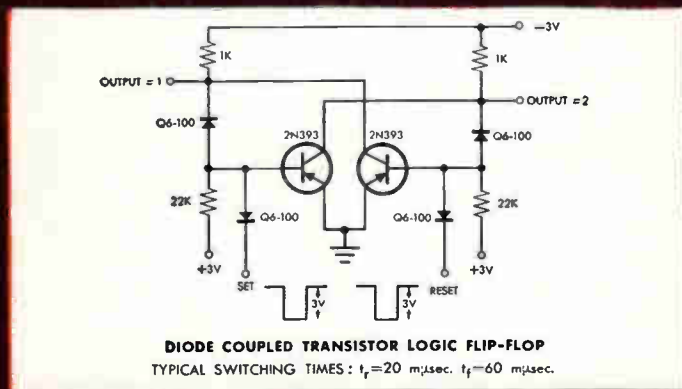 −3V
1K
1K
OUTPUT = 1
OUTPUT = 2
Q6-100
2N393
2N393
Q6-100
22K
Q6-100
Q6-100
22K
+3V
SET
3V
3V
RESET
+3V
DIODE COUPLED TRANSISTOR LOGIC FLIP-FLOP
TYPICAL SWITCHING TIMES: tr=20 mμsec. tf=60 mμsec.